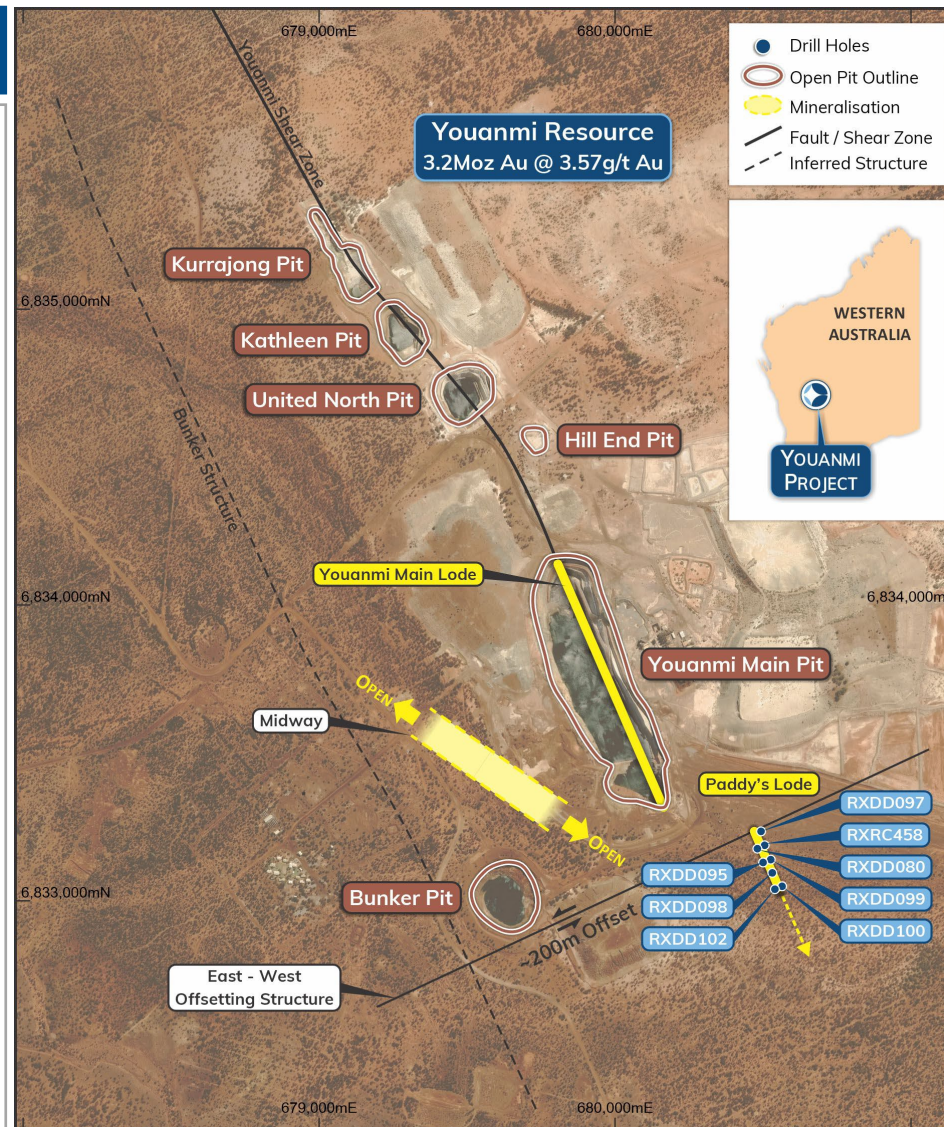 679,000mE
680,000mE
Drill Holes
Open Pit Outline
Mineralisation
Fault / Shear Zone
Inferred Structure
Youanmi Shear Zone
Youanmi Resource
3.2Moz Au @ 3.57g/t Au
Kurrajong Pit
6,835,000mN
Kathleen Pit
United North Pit
Hill End Pit
WESTERN
AUSTRALIA
YOUANMI
PROJECT
Bunker Structure
Youanmi Main Lode
6,834,000mN
6,834,000m
Youanmi Main Pit
OPEN
Midway
OPEN
Paddy's Lode
RXDD097
RXRC458
RXDD095
RXDD080
RXDD098
RXDD099
RXDD102
RXDD100
Bunker Pit
6,833,000mN
~200m Offset
East - West
Offsetting Structure
679,000mE
680,000mE